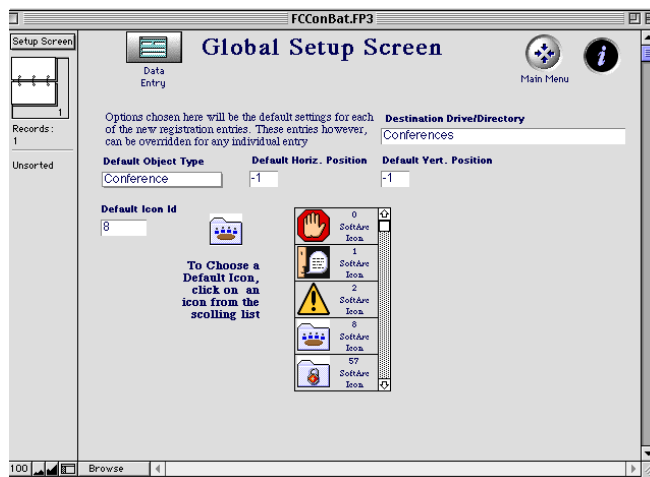 FCConBat.FP3
Setup Screen
1
Records:
1
Unsorted
Data
Entry
Global Setup Screen
Main Menu
i
Options chosen here will be the default settings for each
of the new registration entries. These entries however,
can be overridden for any individual entry
Destination Drive/Directory
Conferences
Default Object Type
Conference
Default Horiz. Position
-1
Default Vert. Position
-1
Default Icon Id
8
To Choose a
Default Icon,
click on an
icon from the
scolling list
0
SoftArc
Icon
1
SoftArc
Icon
2
SoftArc
Icon
8
SoftArc
Icon
57
SoftArc
Icon
100
Browse